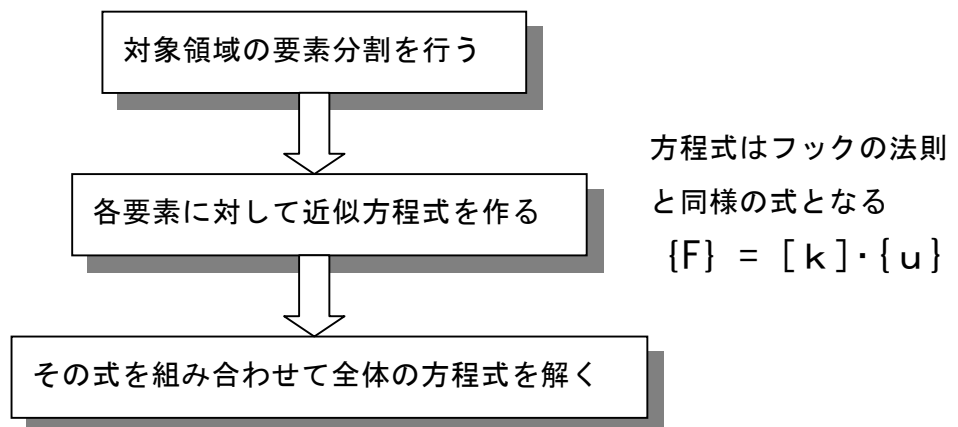 対象領域の要素分割を行う
各要素に対して近似方程式を作る
方程式はフックの法則
と同様の式となる
{F} = [ｋ]･{ｕ}
その式を組み合わせて全体の方程式を解く